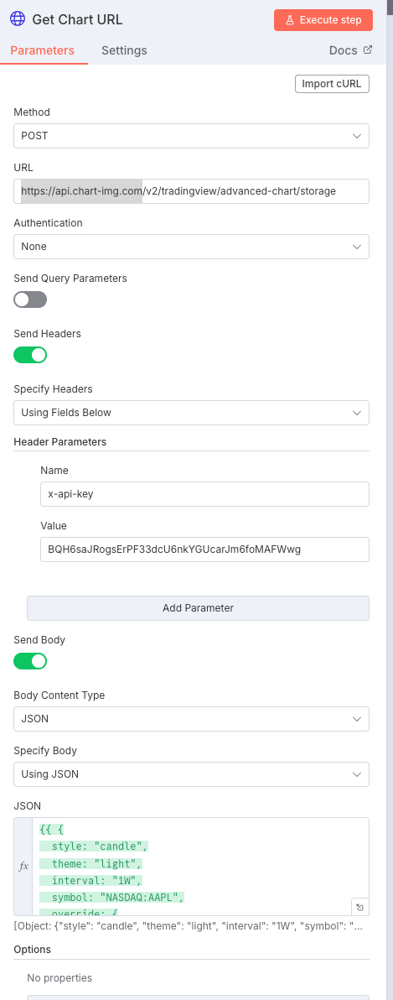 Get Chart URL
Execute step
Parameters
Settings
Docs
Import cURL
Method
POST
URL
https://api.chart-img.com/v2/tradingview/advanced-chart/storage
Authentication
None
Send Query Parameters
Send Headers
Specify Headers
Using Fields Below
Header Parameters
Name
x-api-key
Value
BQH6saJRogsErPF33dcU6nkYGUcarJm6foMAFWwg
Add Parameter
Send Body
Body Content Type
JSON
Specify Body
Using JSON
JSON
fx
{{ {
style: "candle",
theme: "light",
interval: "1W",
symbol: "NASDAQ:AAPL",
override: {
[Object: {"style": "candle", "theme": "light", "interval": "1W", "symbol": "...
Options
No properties